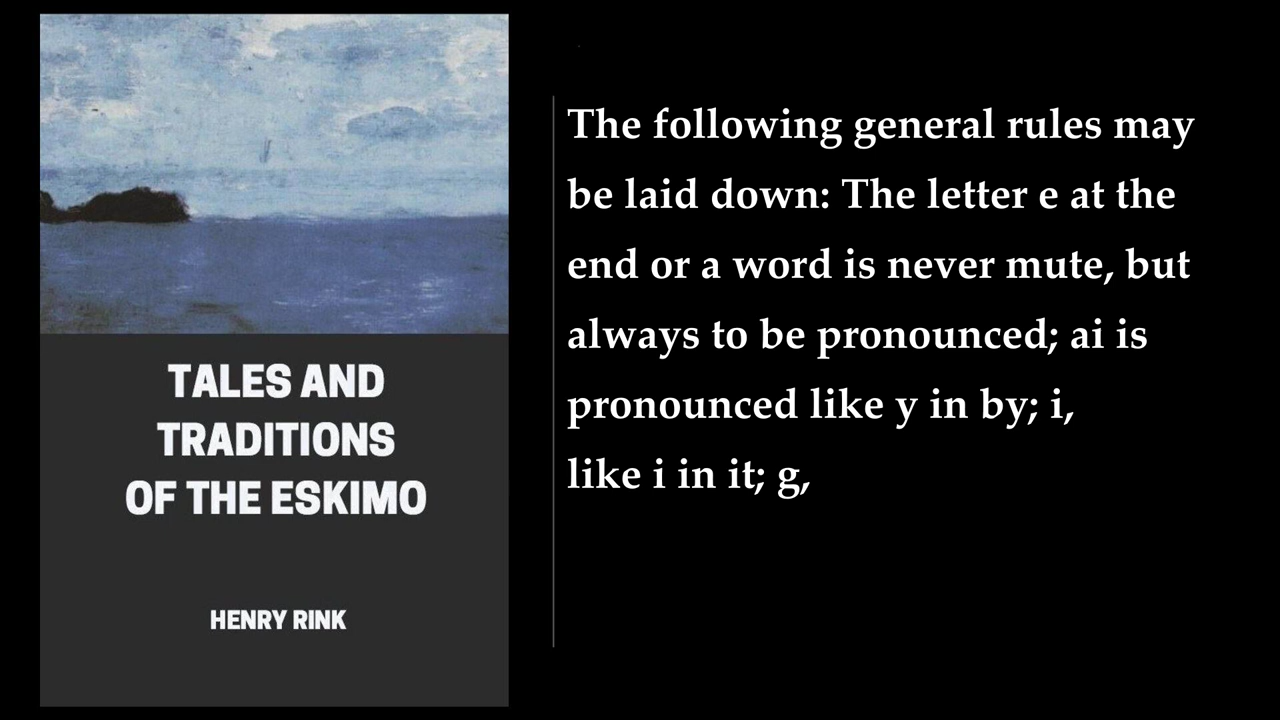 TALES AND
TRADITIONS
OF THE ESKIMO
HENRY RINK
The following general rules may
be laid down: The letter e at the
end or a word is never mute, but
always to be pronounced; ai is
pronounced like y in by; i,
like i in it; g,